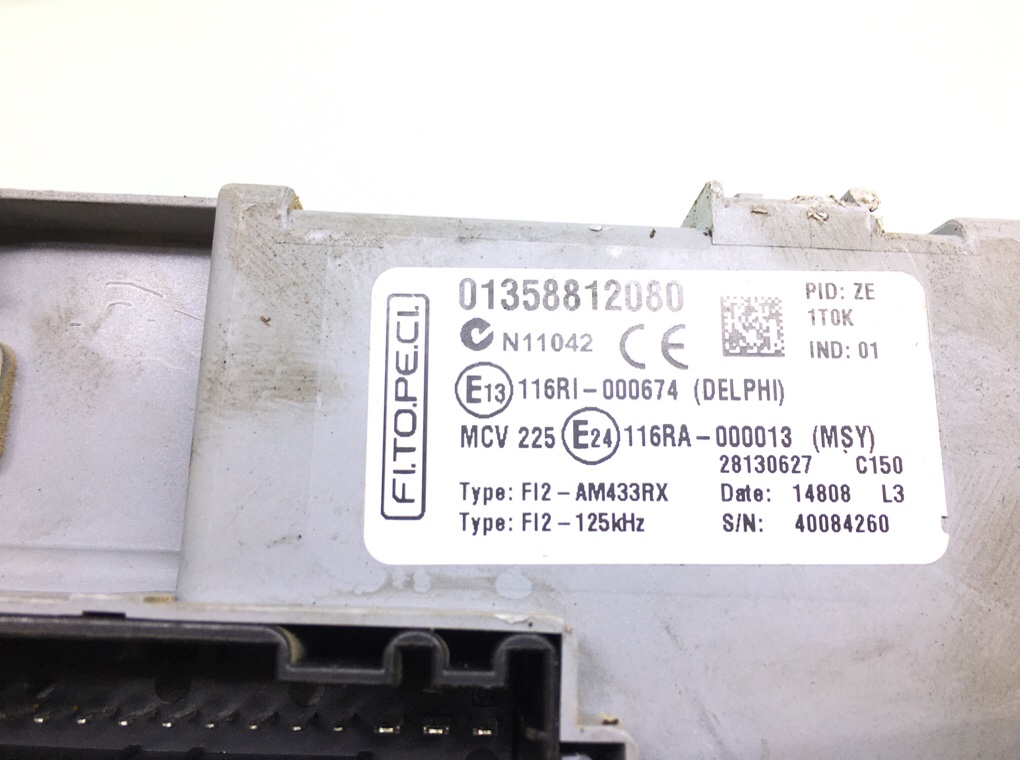 FI.TO.PE.CI.
01358812080
N11042 CE
PID: ZE
1T0K
IND: 01
E13 116RI-000674 (DELPHI)
MCV 225 E24 116RA-000013 (MSY)
28130627 C150
Type: FI2-AM433RX Date: 14808 L3
Type: FI2-125kHz S/N: 40084260